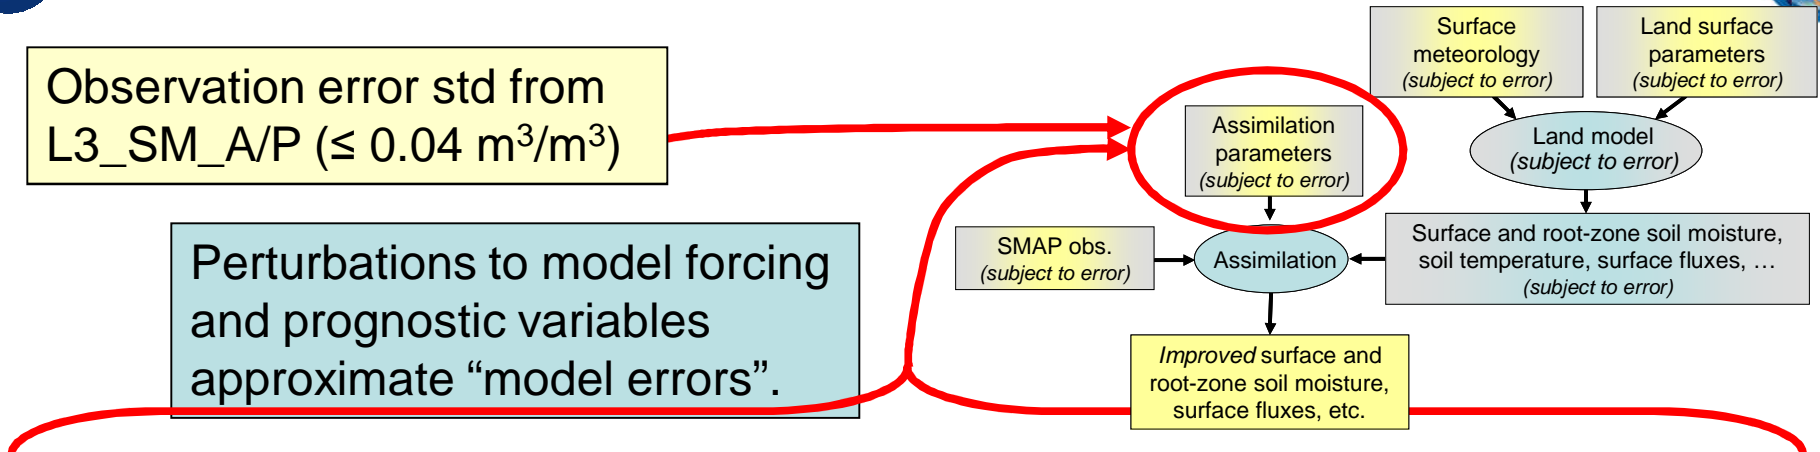 Observation error std from
L3_SM_A/P (≤ 0.04 m³/m³)
Perturbations to model forcing
and prognostic variables
approximate “model errors”.
Surface
meteorology
(subject to error)
Land surface
parameters
(subject to error)
Assimilation
parameters
(subject to error)
Land model
(subject to error)
SMAP obs.
(subject to error)
Assimilation
Surface and root-zone soil moisture,
soil temperature, surface fluxes, …
(subject to error)
Improved surface and
root-zone soil moisture,
surface fluxes, etc.